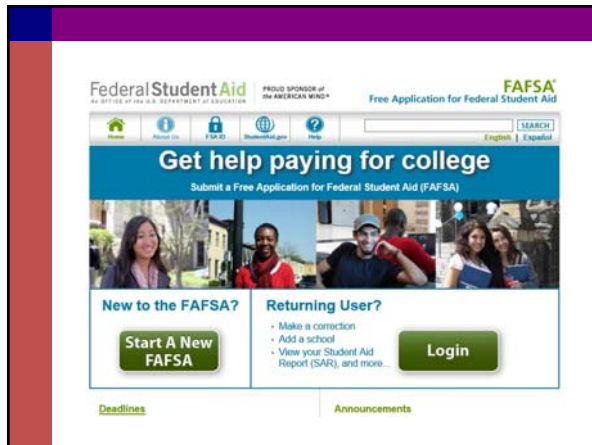 Federal Student Aid
An OFFICE of the U.S. DEPARTMENT of EDUCATION
PROUD SPONSOR of
the AMERICAN MIND®
FAFSA®
Free Application for Federal Student Aid
Home
About Us
FSA ID
StudentAid.gov
Help
SEARCH
English | Español
Get help paying for college
Submit a Free Application for Federal Student Aid (FAFSA)
New to the FAFSA?
Start A New
FAFSA
Returning User?
• Make a correction
• Add a school
• View your Student Aid
Report (SAR), and more...
Login
Deadlines
Announcements